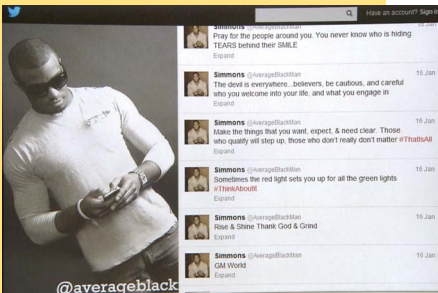 Have an account? Sign in
Simmons @AverageBlackMan
Pray for the people around you. You never know who is hiding
TEARS behind their SMILE
Expand
Simmons @AverageBlackMan 16 Jan
The devil is everywhere...believers, be cautious, and careful
who you welcome into your life, and what you engage in
Expand
Simmons @AverageBlackMan 16 Jan
Make the things that you want, expect, & need clear. Those
who qualify will step up, those who don't really don't matter #ThatIsAll
Expand
Simmons @AverageBlackMan 16 Jan
Sometimes the red light sets you up for all the green lights
#ThinkAboutit
Expand
Simmons @AverageBlackMan 16 Jan
Rise & Shine Thank God & Grind
Expand
Simmons @AverageBlackMan 16 Jan
GM World
Expand
@averageblack